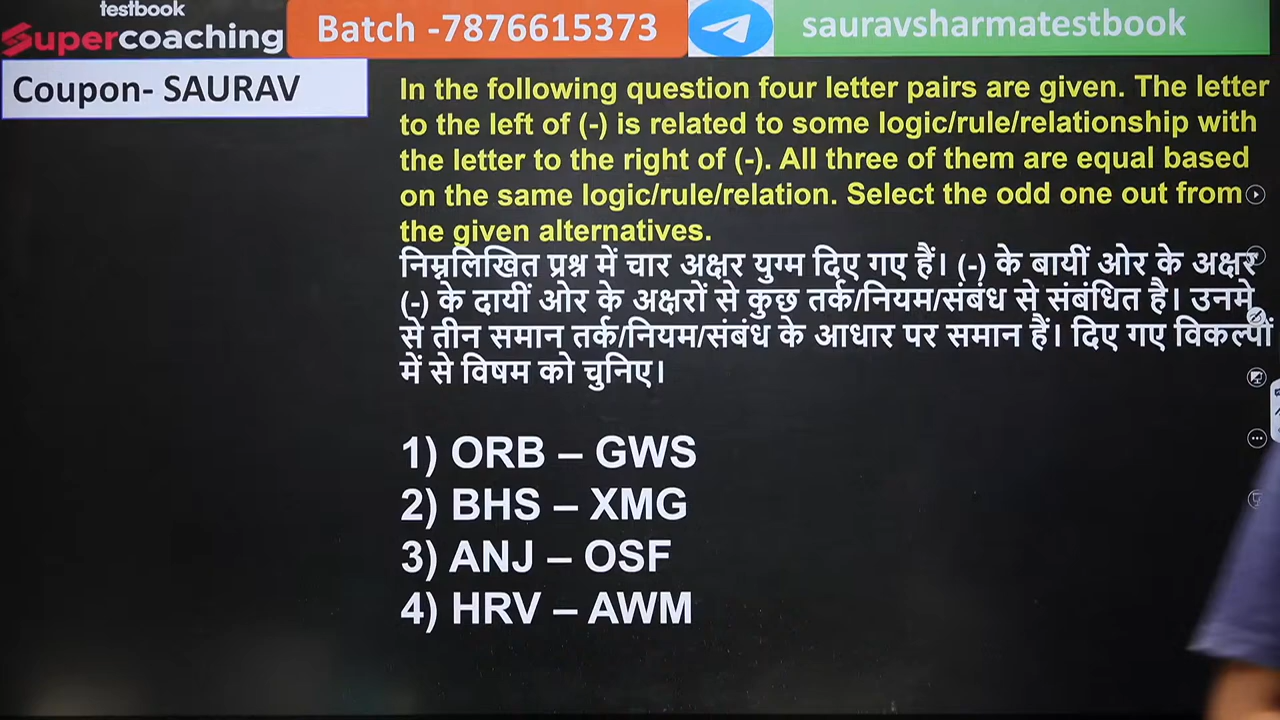 testbook
Supercoaching
Batch -7876615373
sauravsharmatestbook
Coupon- SAURAV
In the following question four letter pairs are given. The letter
to the left of (-) is related to some logic/rule/relationship with
the letter to the right of (-). All three of them are equal based
on the same logic/rule/relation. Select the odd one out from
the given alternatives.
निम्नलिखित प्रश्न में चार अक्षर युग्म दिए गए हैं। (-) के बायीं ओर के अक्षर
(-) के दायीं ओर के अक्षरों से कुछ तर्क/नियम/संबंध से संबंधित है। उनमे
से तीन समान तर्क/नियम/संबंध के आधार पर समान हैं। दिए गए विकल्पों
में से विषम को चुनिए।
1) ORB – GWS
2) BHS – XMG
3) ANJ – OSF
4) HRV – AWM